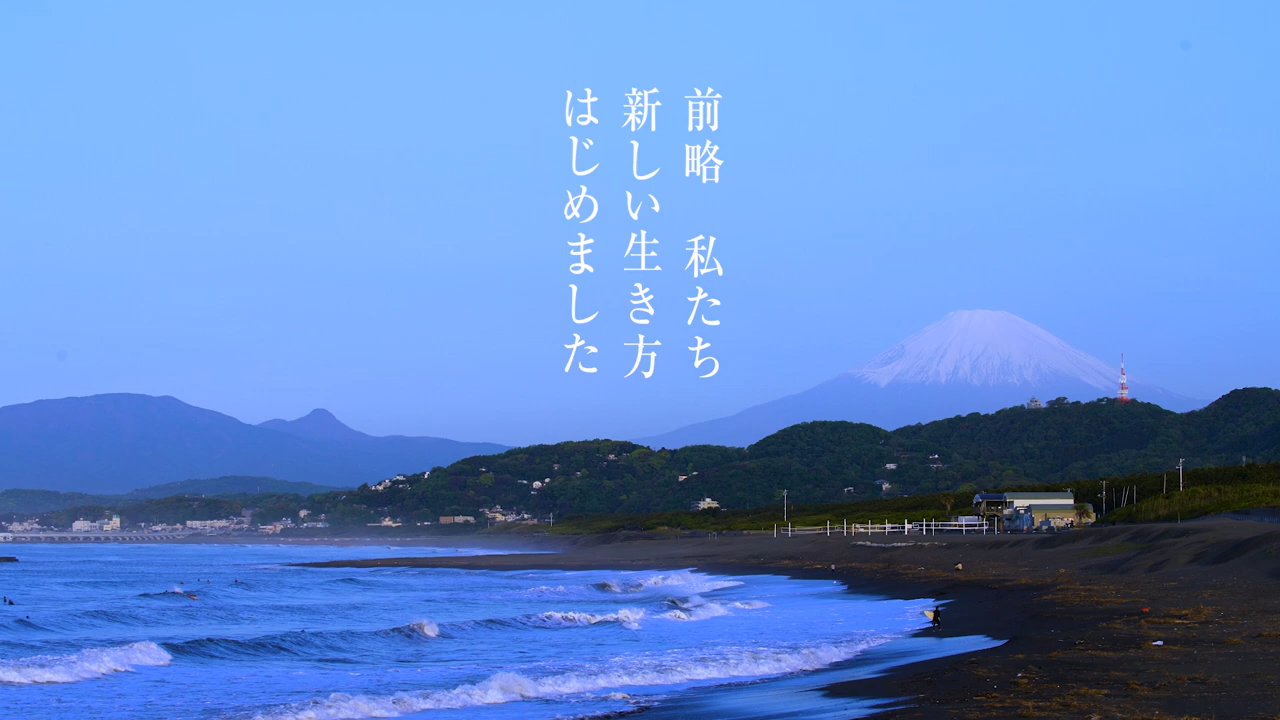 前略　私たち
新しい生き方
はじめました